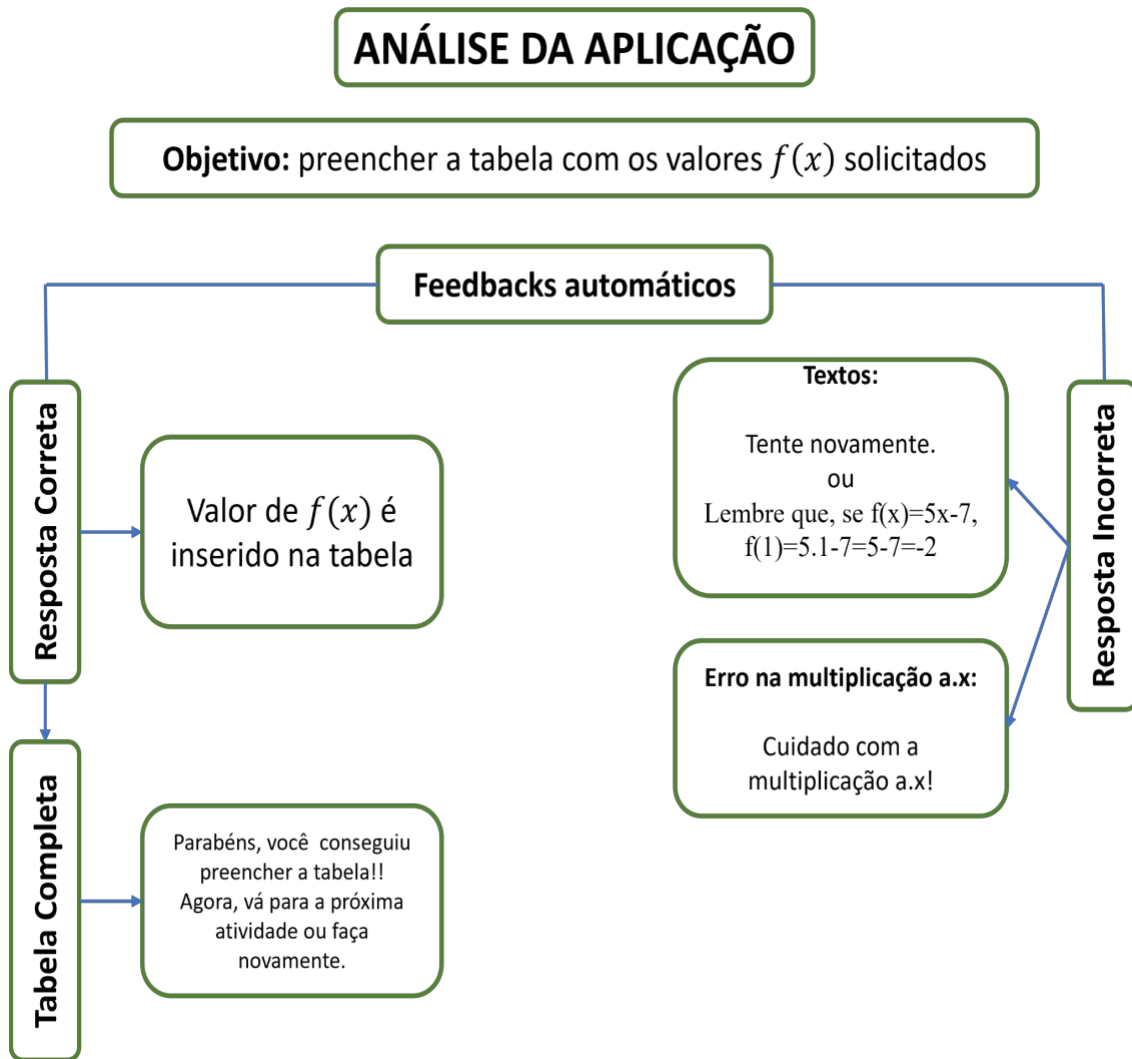 ANÁLISE DA APLICAÇÃO
Objetivo: preencher a tabela com os valores f(x) solicitados
Feedbacks automáticos
Resposta Correta
Valor de f(x) é
inserido na tabela
Tabela Completa
Parabéns, você conseguiu
preencher a tabela!!
Agora, vá para a próxima
atividade ou faça
novamente.
Resposta Incorreta
Textos:
Tente novamente.
ou
Lembre que, se f(x)=5x-7,
f(1)=5.1-7=5-7=-2
Erro na multiplicação a.x:
Cuidado com a
multiplicação a.x!